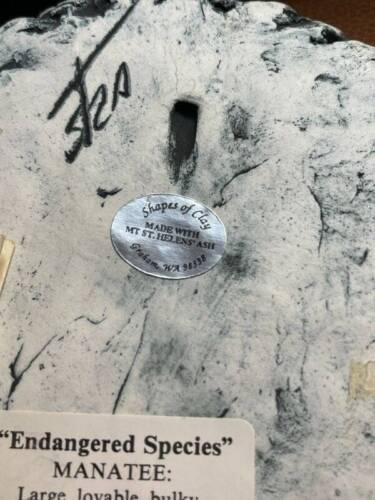 Shapes of Clay
MADE WITH
MT ST. HELENS' ASH
Graham, WA 98338
"Endangered Species"
MANATEE:
Large, lovable, bulky